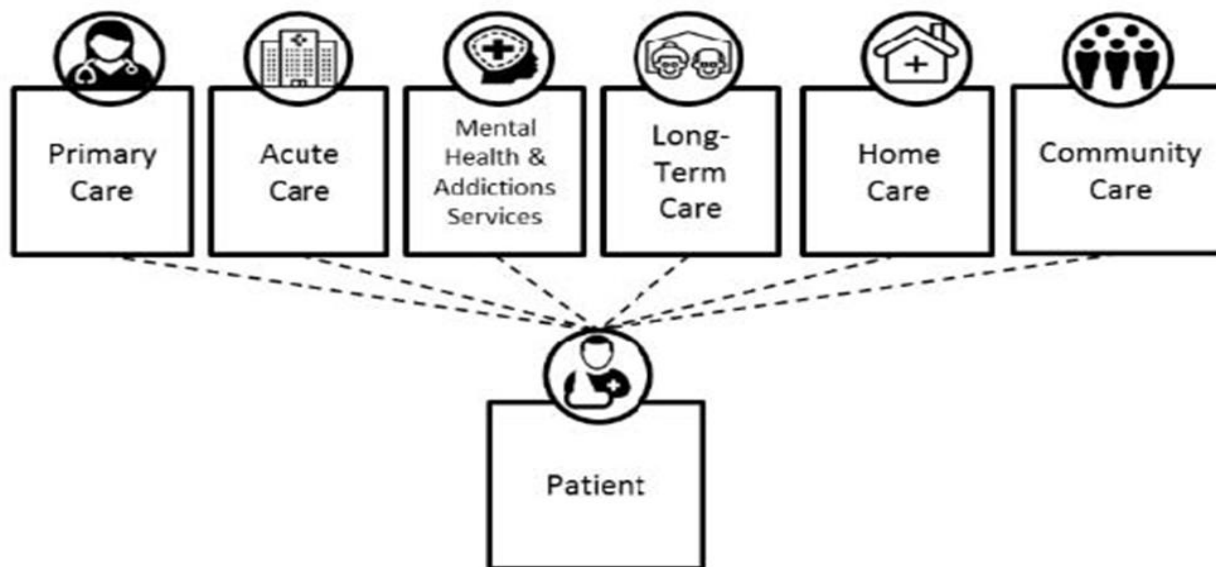 Primary
Care
Acute
Care
Mental
Health &
Addictions
Services
Long-
Term
Care
Home
Care
Community
Care
Patient